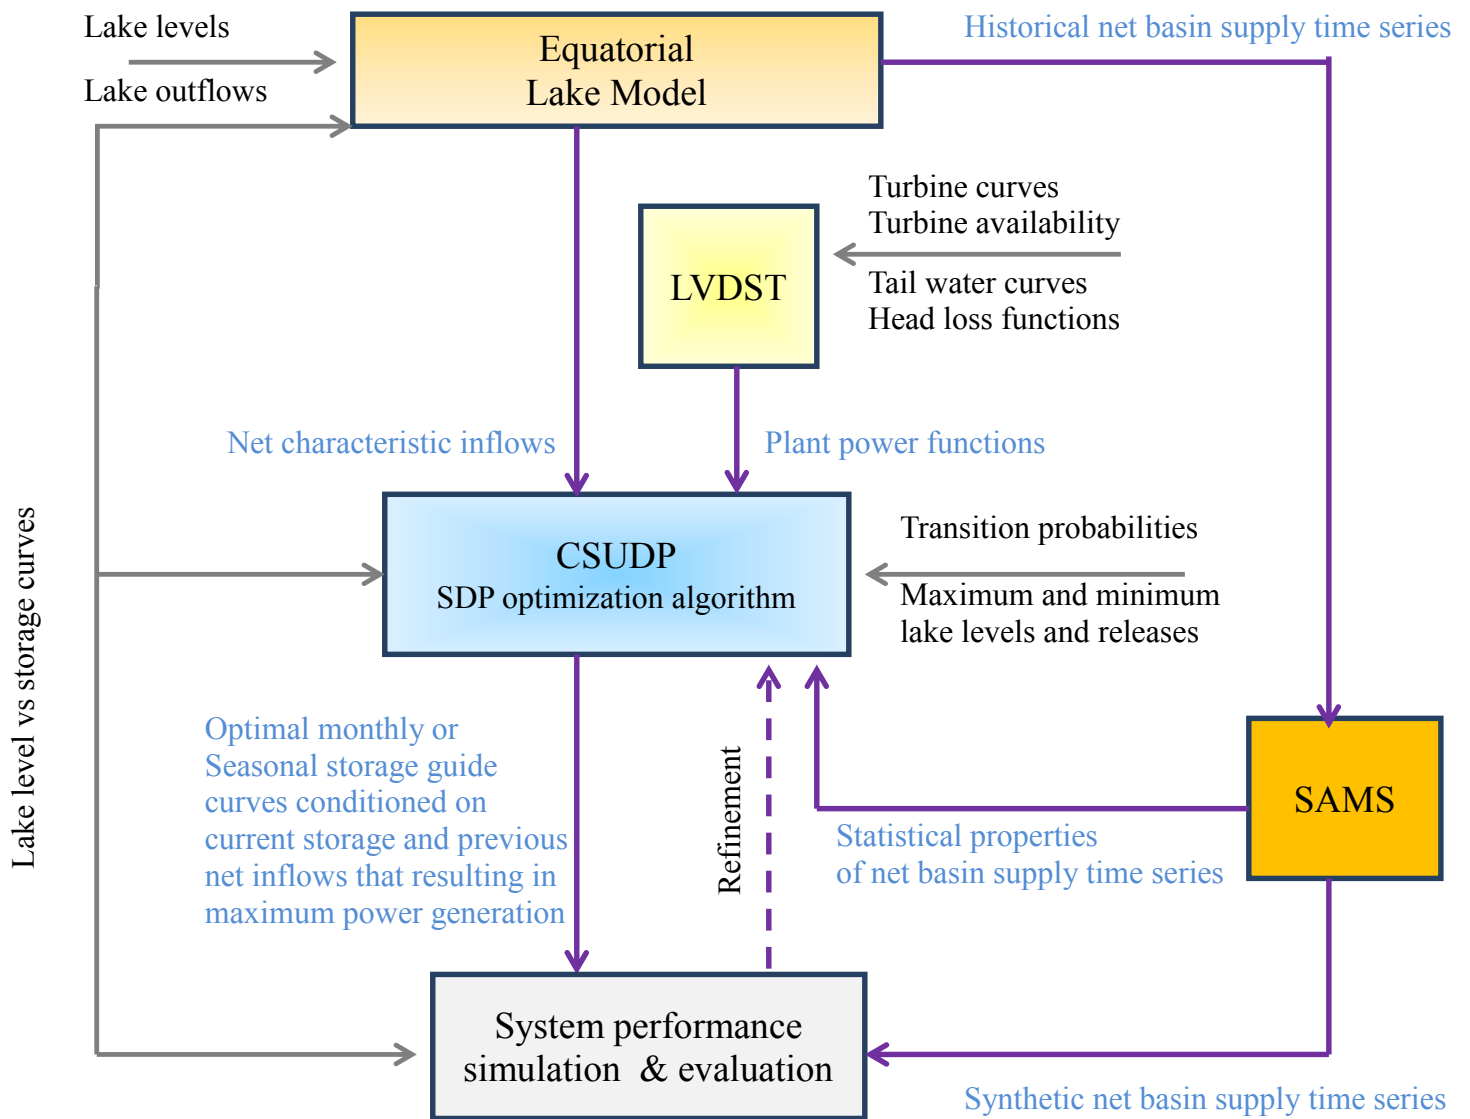 Lake levels
Lake outflows
Equatorial
Lake Model
Historical net basin supply time series
Turbine curves
Turbine availability
Tail water curves
Head loss functions
LVDST
Net characteristic inflows
Plant power functions
CSUDP
SDP optimization algorithm
Transition probabilities
Maximum and minimum
lake levels and releases
Lake level vs storage curves
Optimal monthly or
Seasonal storage guide
curves conditioned on
current storage and previous
net inflows that resulting in
maximum power generation
Refinement
Statistical properties
of net basin supply time series
SAMS
System performance
simulation & evaluation
Synthetic net basin supply time series